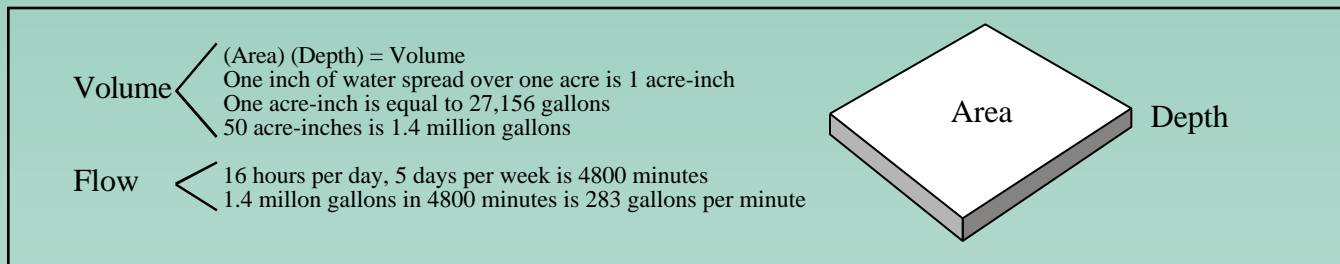 Volume
(Area) (Depth) = Volume
One inch of water spread over one acre is 1 acre-inch
One acre-inch is equal to 27,156 gallons
50 acre-inches is 1.4 million gallons
Flow
16 hours per day, 5 days per week is 4800 minutes
1.4 millon gallons in 4800 minutes is 283 gallons per minute
Area
Depth